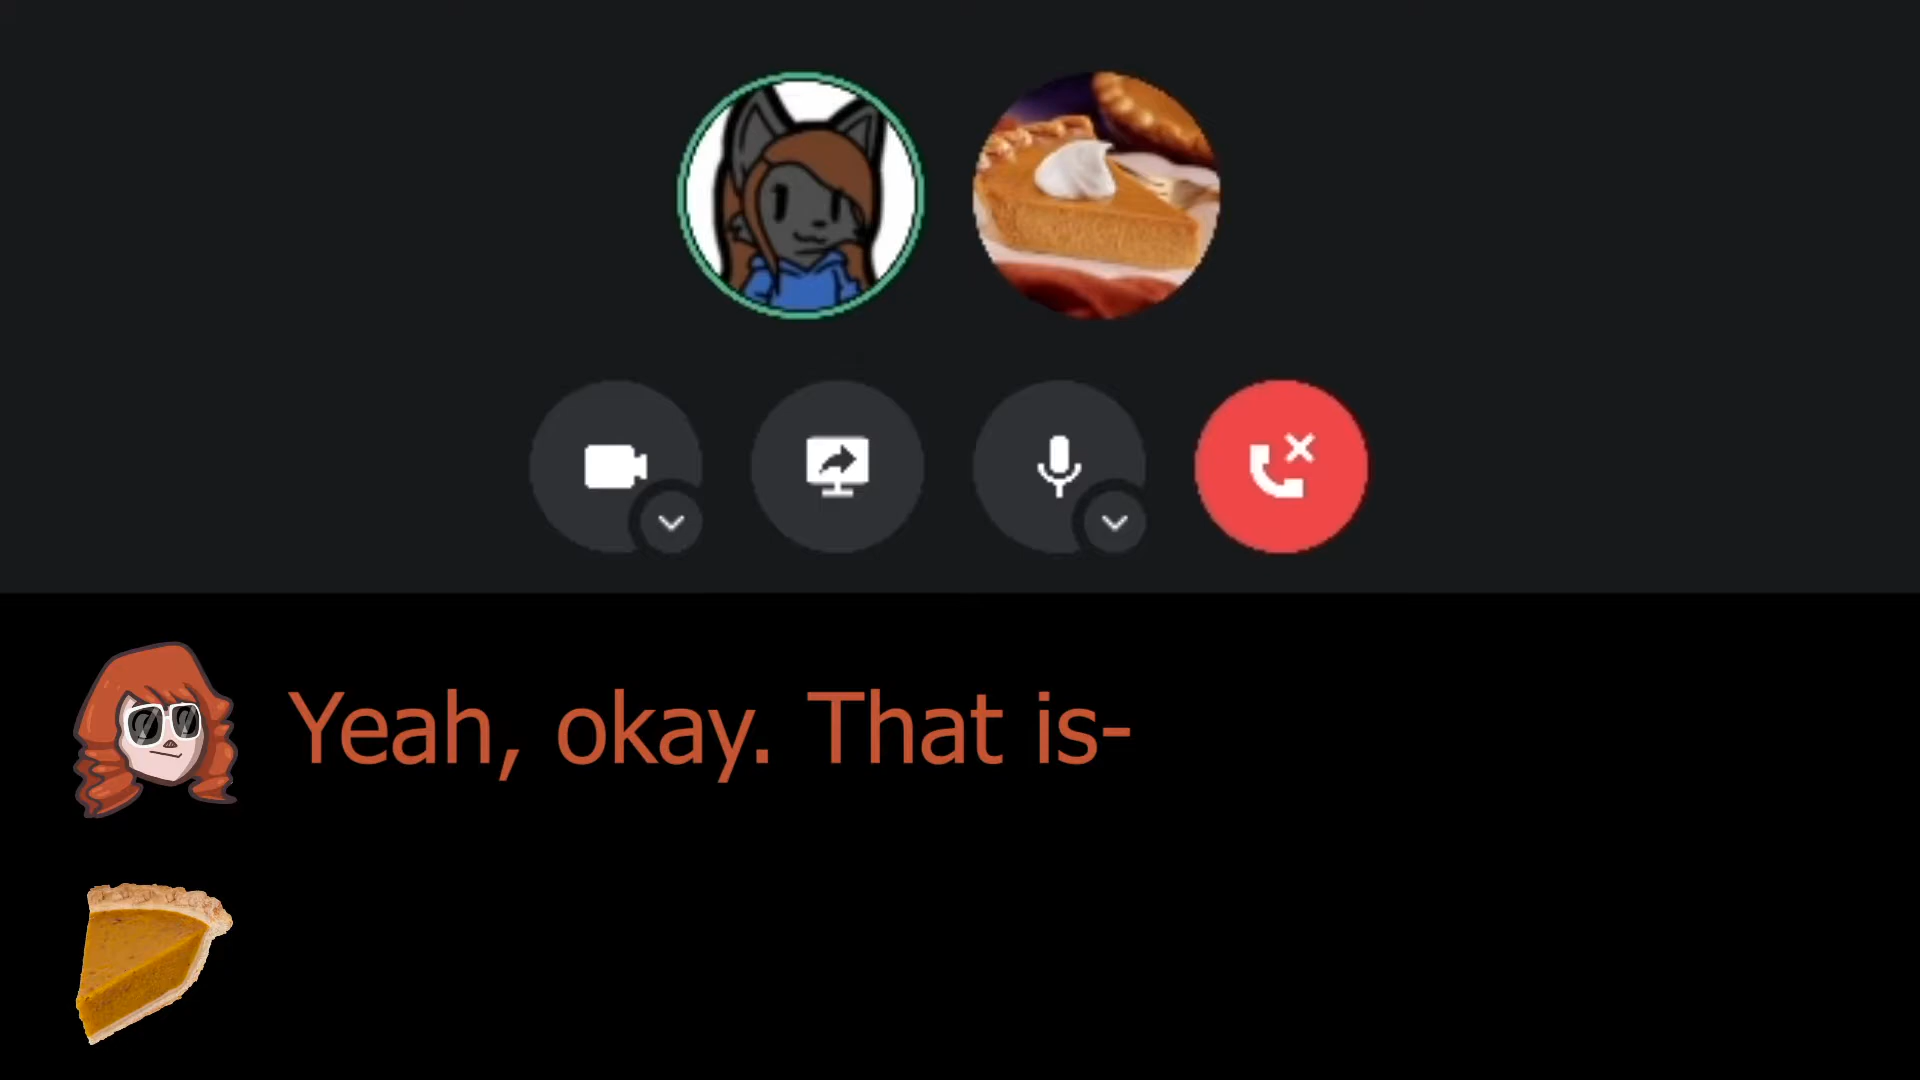 Yeah, okay. That is-